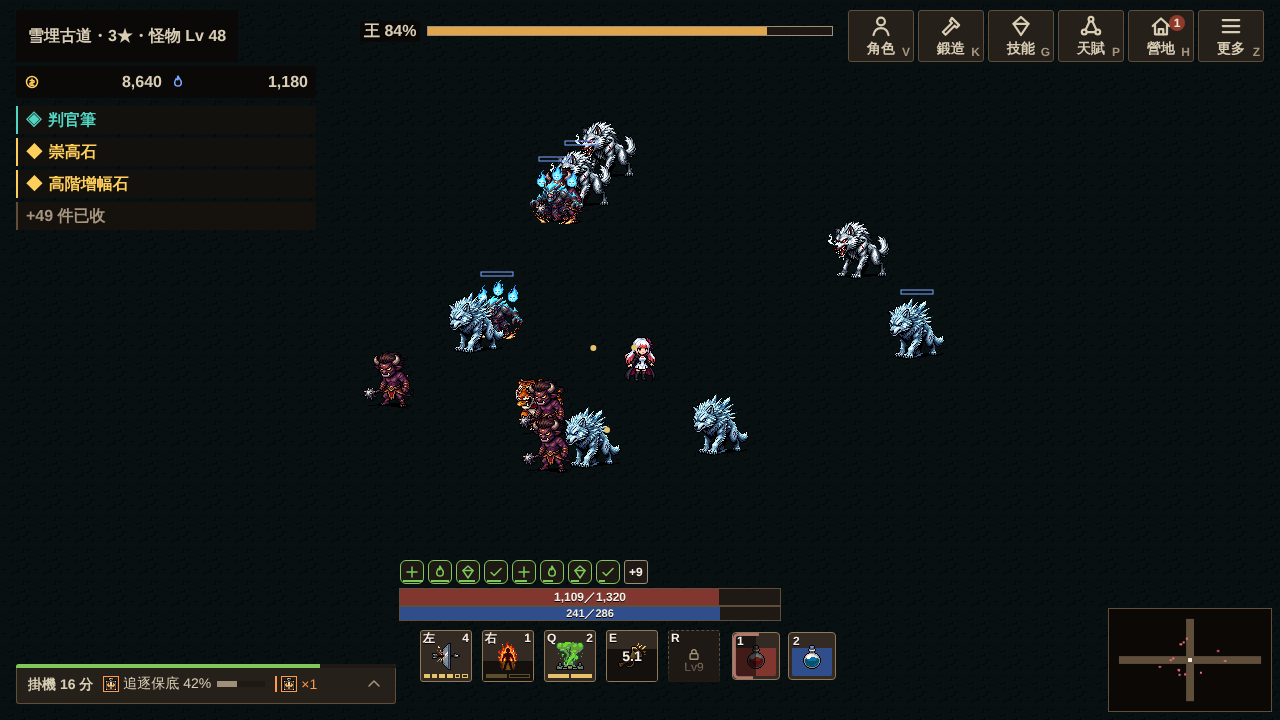 雪埋古道・3★・怪物 Lv 48
王 84%
角色 V
鍛造 K
技能 G
天賦 P
營地 H 1
更多 Z
8,640
1,180
判官筆
崇高石
高階增幅石
+49 件已收
+9
1,109／1,320
241／286
左 4
右 1
Q 2
E 5.1
R Lv9
1
2
掛機 16 分 追逐保底 42% ×1